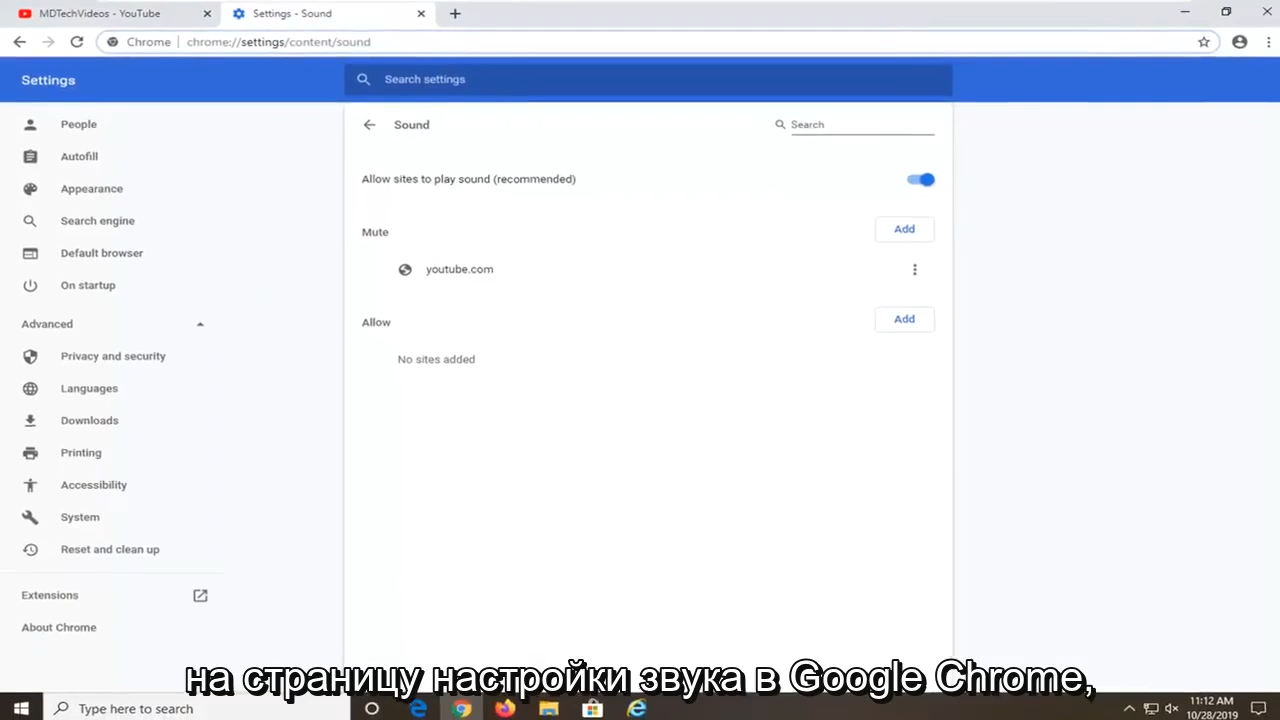 MDTechVideos - YouTube
Settings - Sound
Chrome
chrome://settings/content/sound
Settings
Search settings
People
Autofill
Appearance
Search engine
Default browser
On startup
Advanced
Privacy and security
Languages
Downloads
Printing
Accessibility
System
Reset and clean up
Extensions
About Chrome
Sound
Search
Allow sites to play sound (recommended)
Mute
Add
youtube.com
Allow
Add
No sites added
на страницу настройки звука в Google Chrome,
Type here to search
11:12 AM
10/28/2019